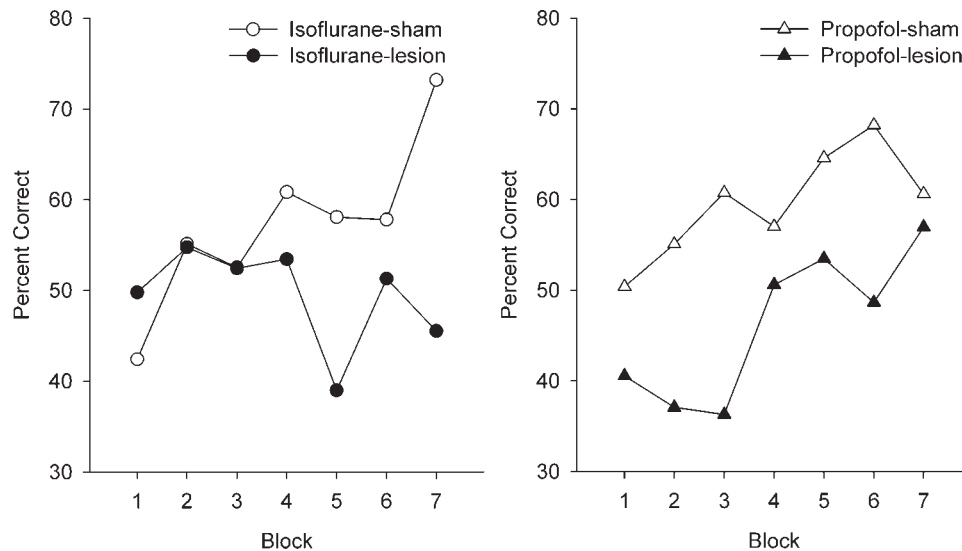 80
70
60
50
40
30
Percent Correct
Isoflurane-sham
Isoflurane-lesion
1 2 3 4 5 6 7
Block
80
70
60
50
40
30
Percent Correct
Propofol-sham
Propofol-lesion
1 2 3 4 5 6 7
Block